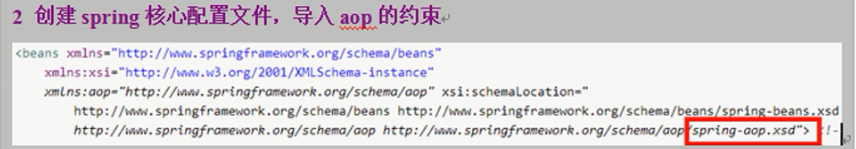 2 创建 spring 核心配置文件，导入 aop 的约束
<beans xmlns="http://www.springframework.org/schema/beans"
xmlns:xsi="http://www.w3.org/2001/XMLSchema-instance"
xmlns:aop="http://www.springframework.org/schema/aop" xsi:schemaLocation="
http://www.springframework.org/schema/beans http://www.springframework.org/schema/beans/spring-beans.xsd
http://www.springframework.org/schema/aop http://www.springframework.org/schema/aop/spring-aop.xsd"> <!-